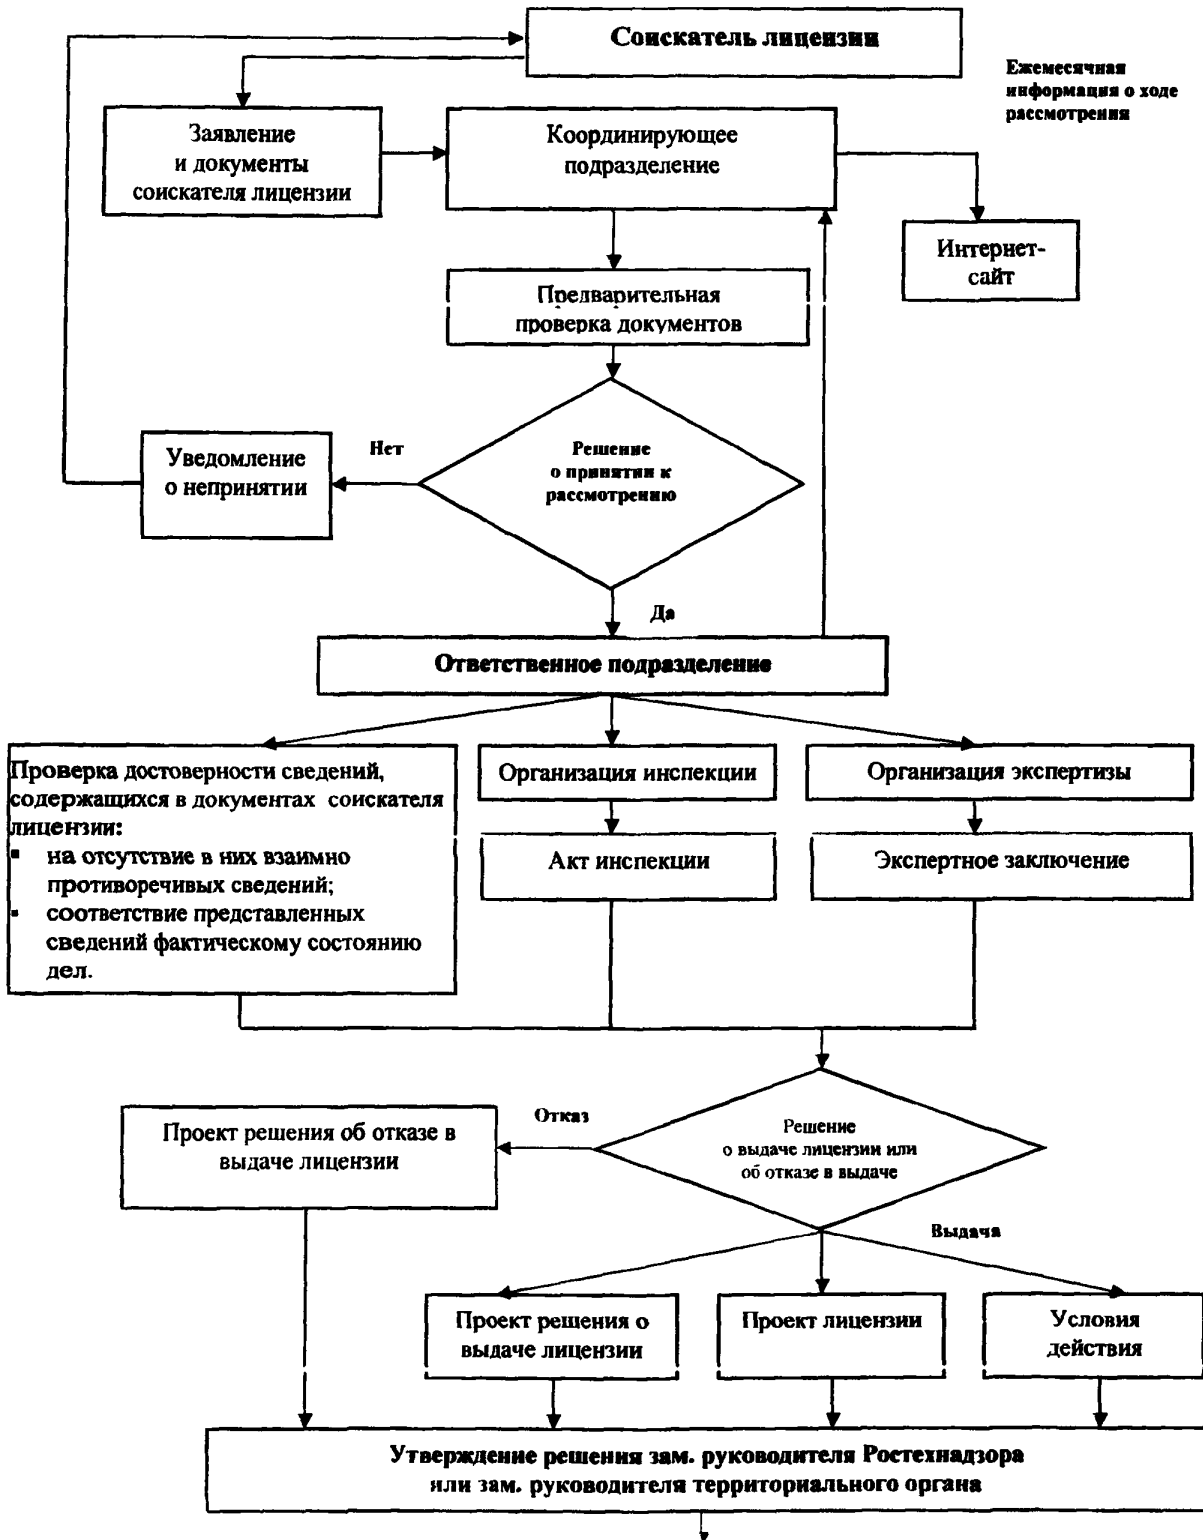 Соискатель лицензии
Ежемесячная
информация о ходе
рассмотрения
Заявление
и документы
соискателя лицензии
Координирующее
подразделение
Интернет-
сайт
Предварительная
проверка документов
Нет
Решение
о принятии к
рассмотрению
Уведомление
о непринятии
Да
Ответственное подразделение
Проверка достоверности сведений,
содержащихся в документах соискателя
лицензии:
▪ на отсутствие в них взаимно
противоречивых сведений;
▪ соответствие представленных
сведений фактическому состоянию
дел.
Организация инспекции
Организация экспертизы
Акт инспекции
Экспертное заключение
Отказ
Проект решения об отказе в
выдаче лицензии
Решение
о выдаче лицензии или
об отказе в выдаче
Выдача
Проект решения о
выдаче лицензии
Проект лицензии
Условия
действия
Утверждение решения зам. руководителя Ростехнадзора
или зам. руководителя территориального органа